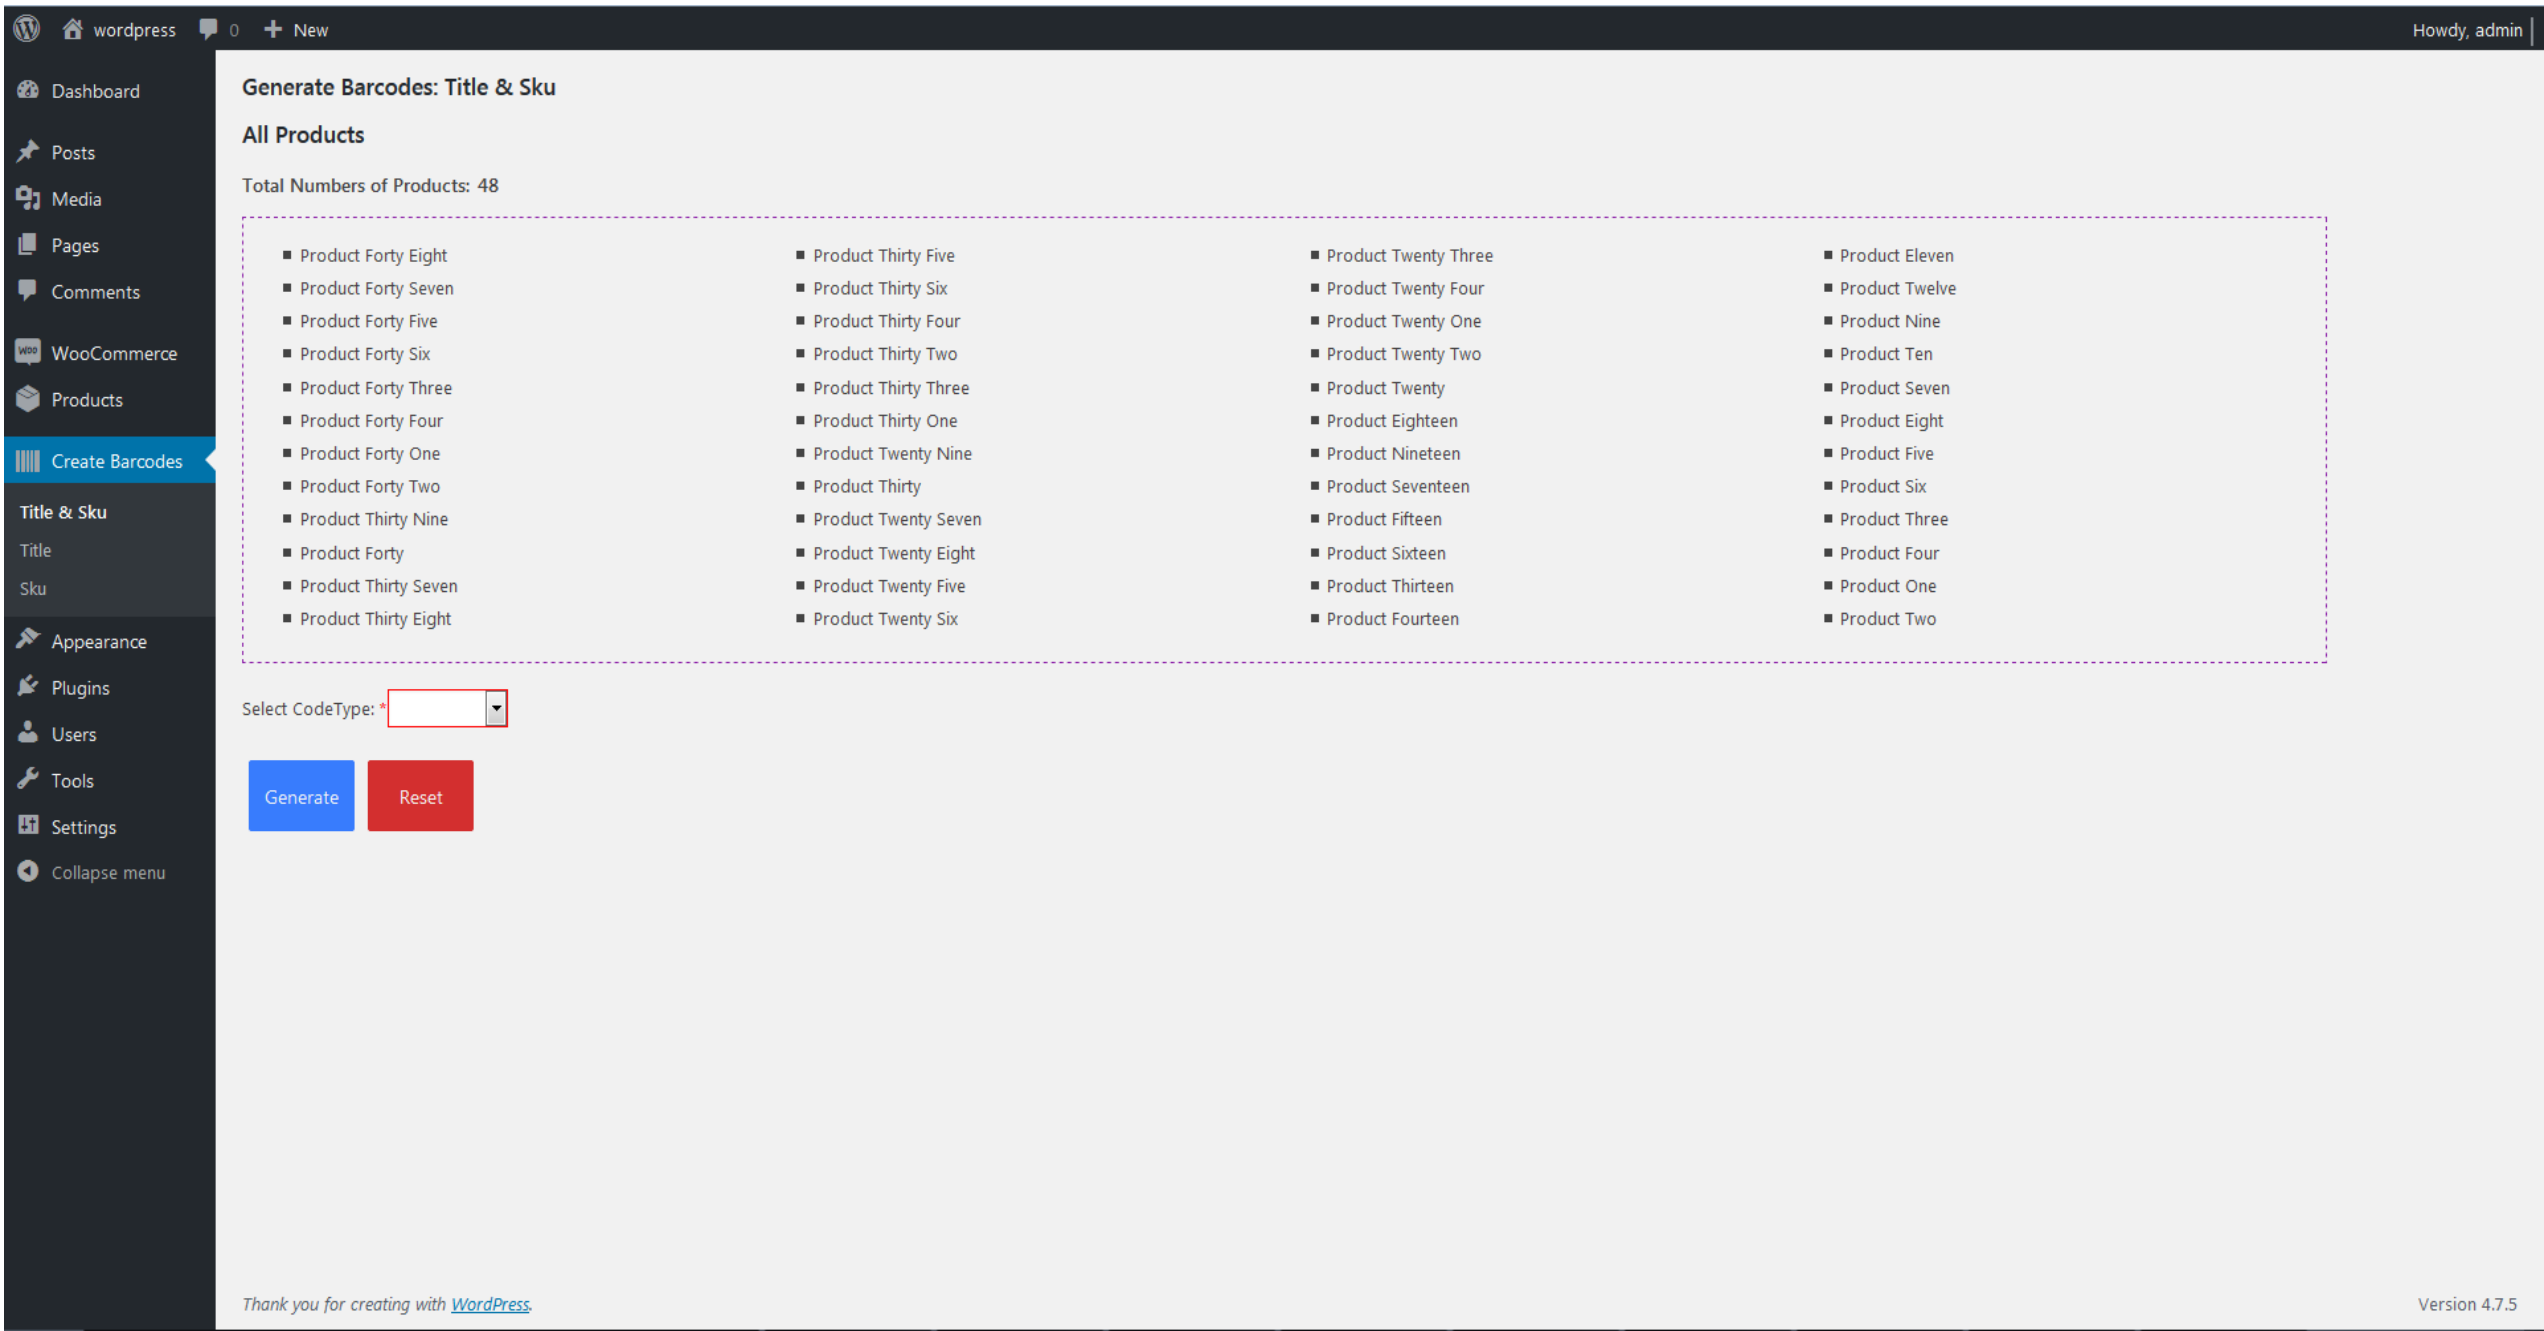 wordpress 0 New Howdy, admin
Dashboard
Posts
Media
Pages
Comments
WOO WooCommerce
Products
Create Barcodes
Title & Sku
Title
Sku
Appearance
Plugins
Users
Tools
Settings
Collapse menu
Generate Barcodes: Title & Sku
All Products
Total Numbers of Products: 48
Product Forty Eight
Product Forty Seven
Product Forty Five
Product Forty Six
Product Forty Three
Product Forty Four
Product Forty One
Product Forty Two
Product Thirty Nine
Product Forty
Product Thirty Seven
Product Thirty Eight
Product Thirty Five
Product Thirty Six
Product Thirty Four
Product Thirty Two
Product Thirty Three
Product Thirty One
Product Twenty Nine
Product Thirty
Product Twenty Seven
Product Twenty Eight
Product Twenty Five
Product Twenty Six
Product Twenty Three
Product Twenty Four
Product Twenty One
Product Twenty Two
Product Twenty
Product Eighteen
Product Nineteen
Product Seventeen
Product Fifteen
Product Sixteen
Product Thirteen
Product Fourteen
Product Eleven
Product Twelve
Product Nine
Product Ten
Product Seven
Product Eight
Product Five
Product Six
Product Three
Product Four
Product One
Product Two
Select CodeType: *
Generate Reset
Thank you for creating with WordPress. Version 4.7.5